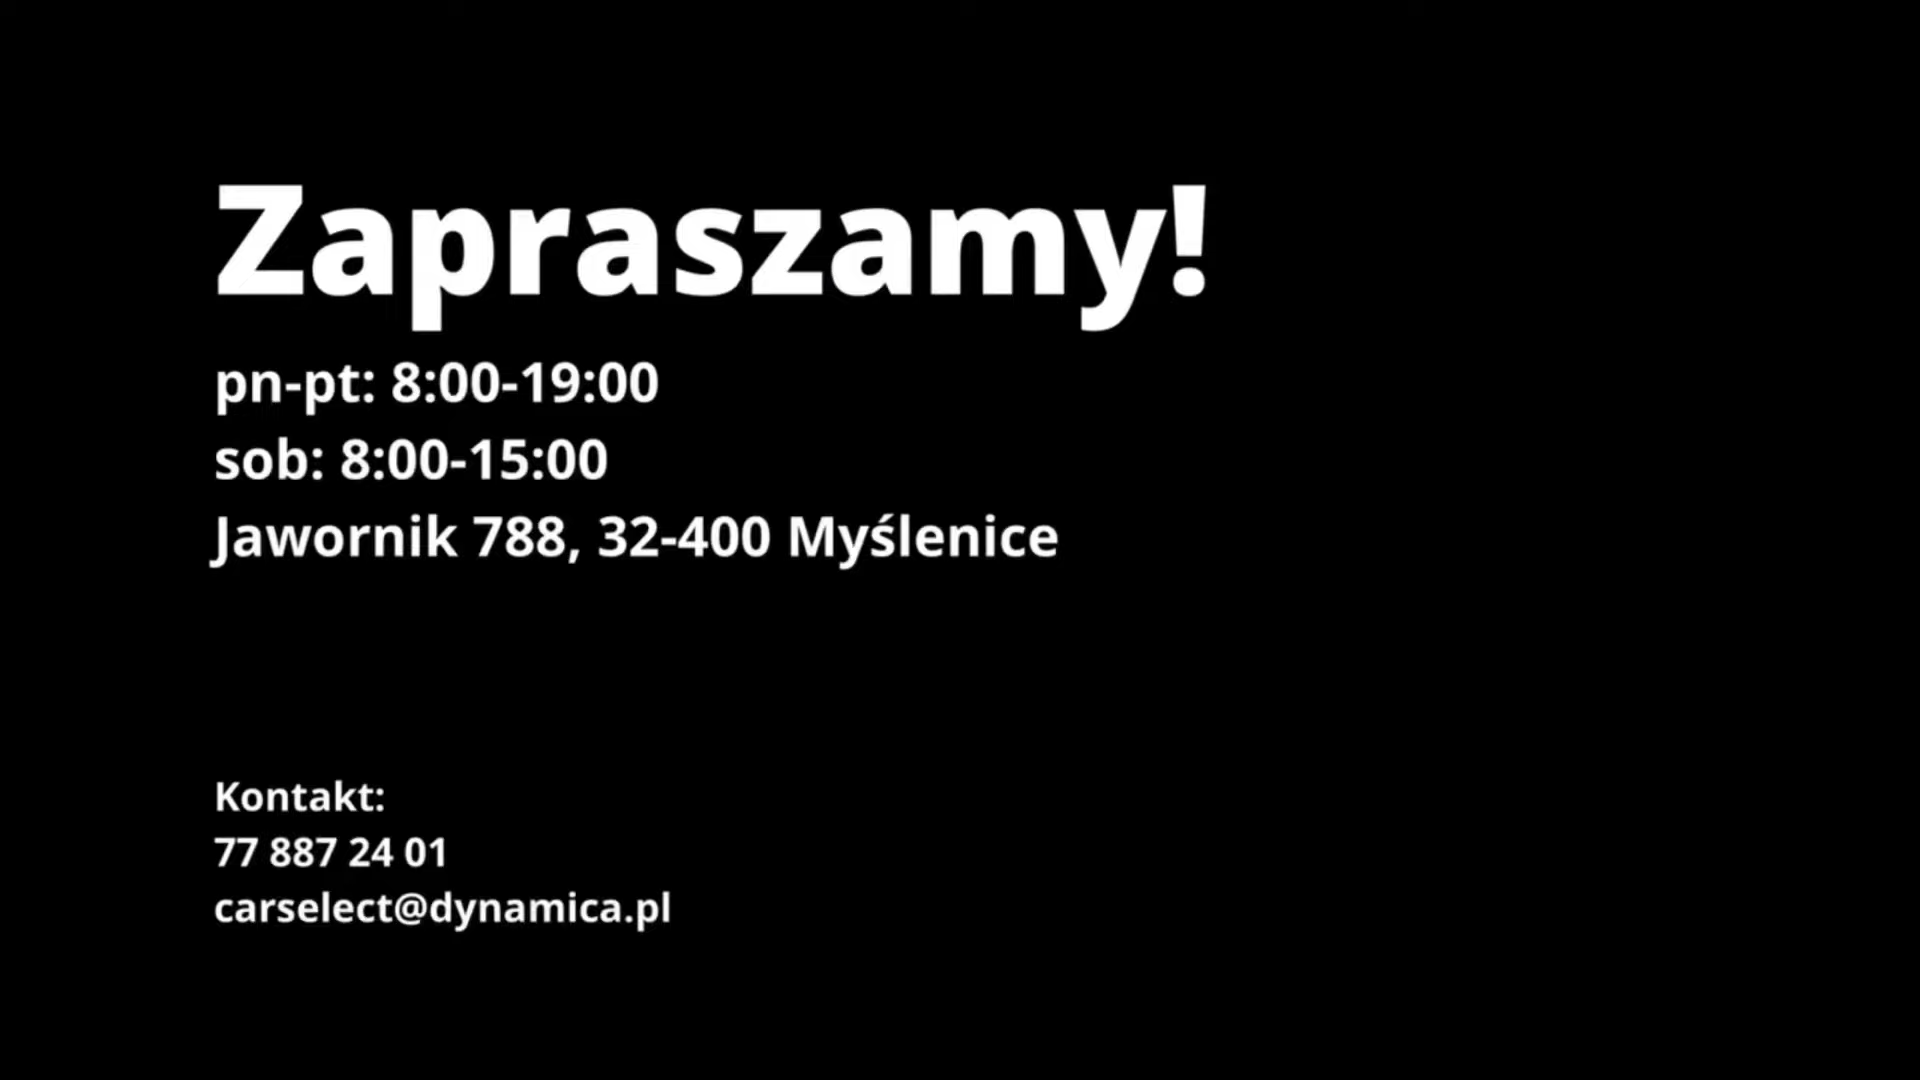 Zapraszamy!
pn-pt: 8:00-19:00
sob: 8:00-15:00
Jawornik 788, 32-400 Myślenice
Kontakt:
77 887 24 01
carselect@dynamica.pl